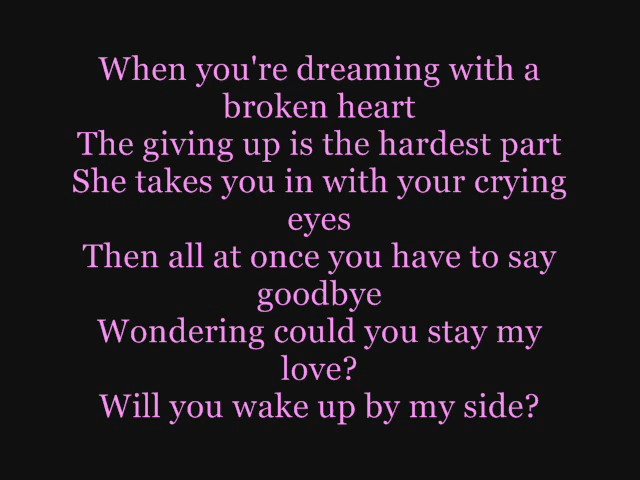 When you're dreaming with a
broken heart
The giving up is the hardest part
She takes you in with your crying
eyes
Then all at once you have to say
goodbye
Wondering could you stay my
love?
Will you wake up by my side?